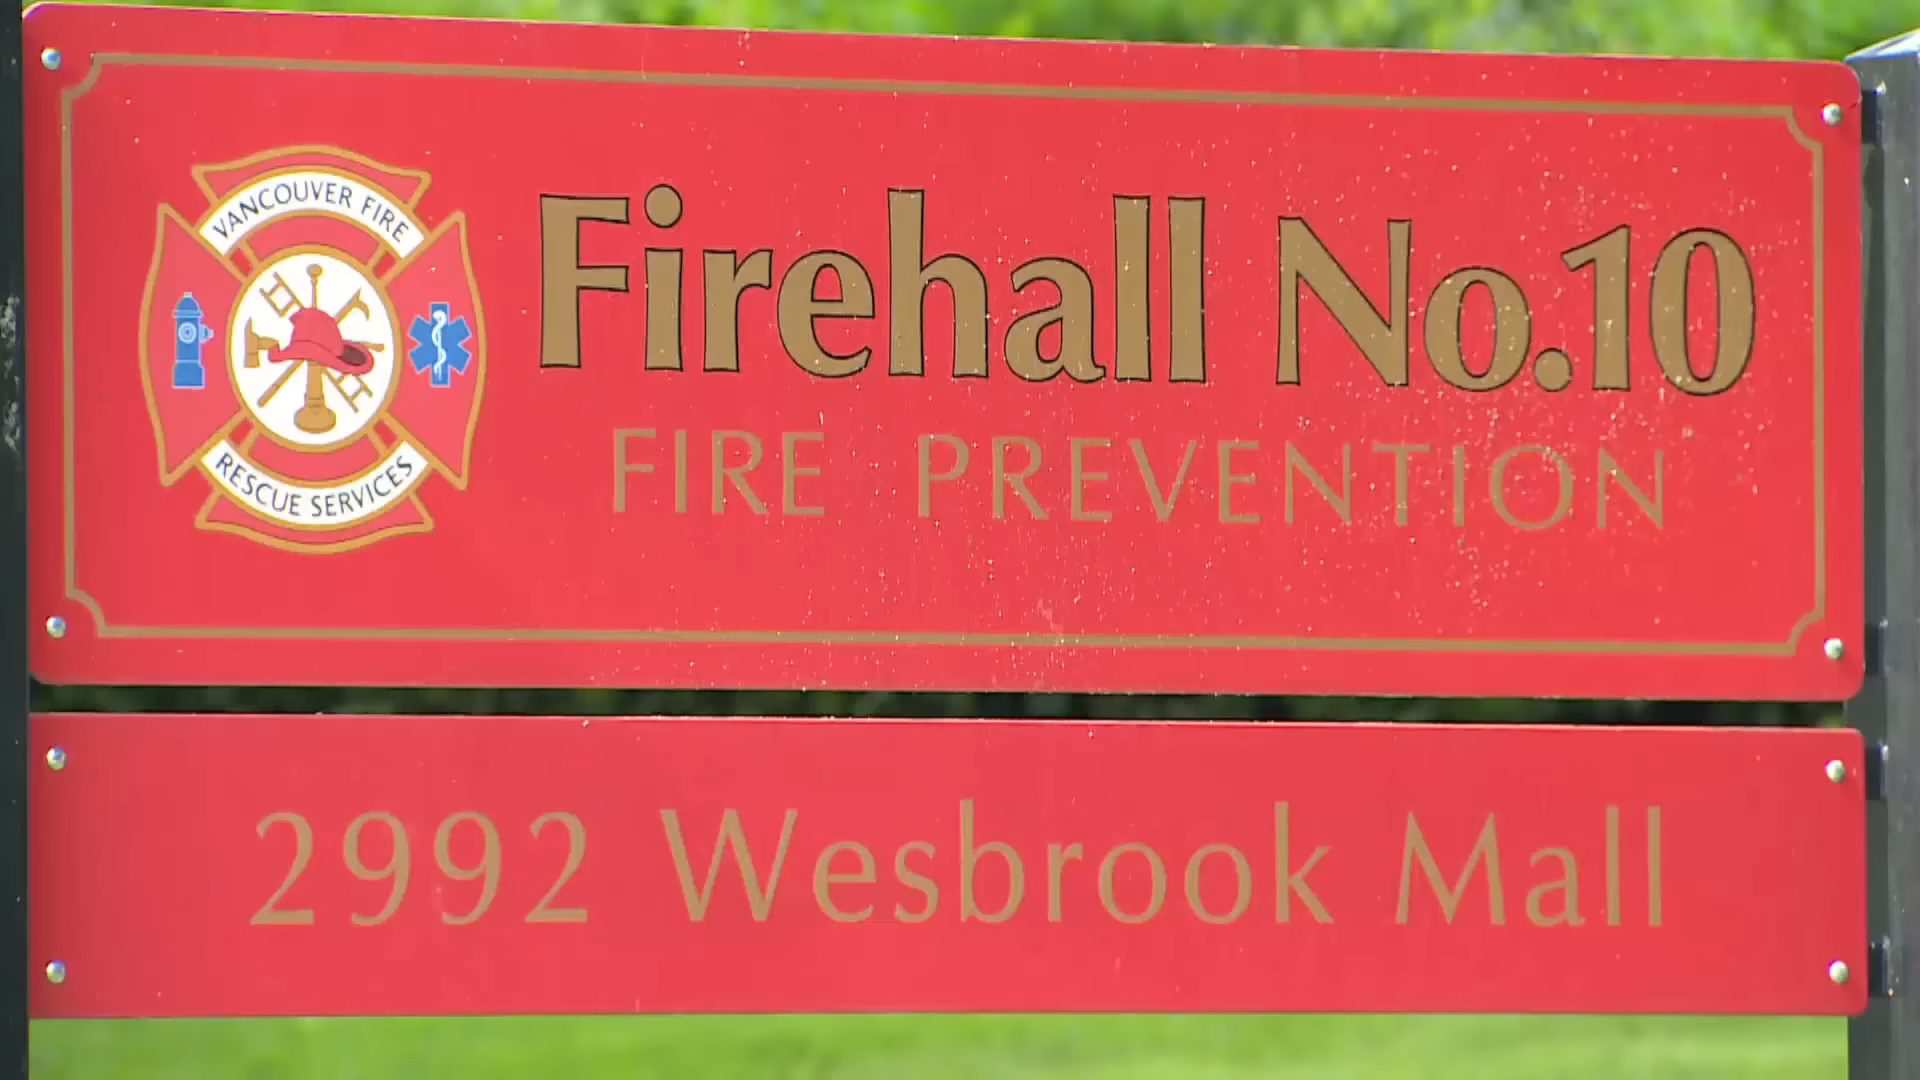 VANCOUVER FIRE
RESCUE SERVICES
Firehall No.10
FIRE PREVENTION
2992 Wesbrook Mall